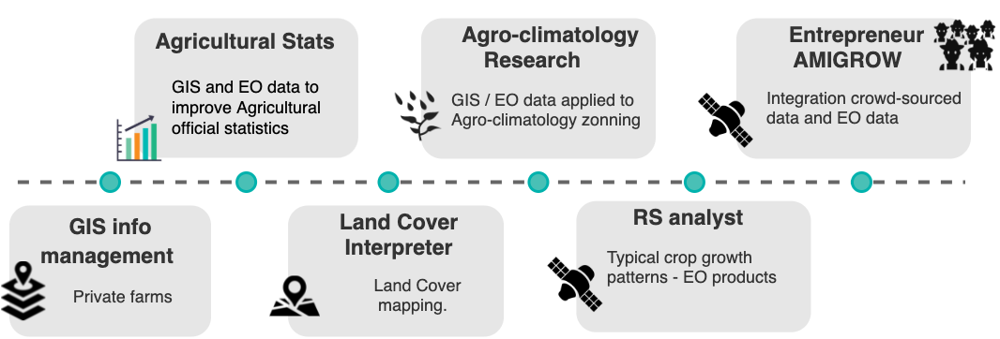 Agricultural Stats
GIS and EO data to
improve Agricultural
official statistics
Agro-climatology
Research
GIS / EO data applied to
Agro-climatology zonning
Entrepreneur
AMIGROW
Integration crowd-sourced
data and EO data
GIS info
management
Private farms
Land Cover
Interpreter
Land Cover
mapping.
RS analyst
Typical crop growth
patterns - EO products